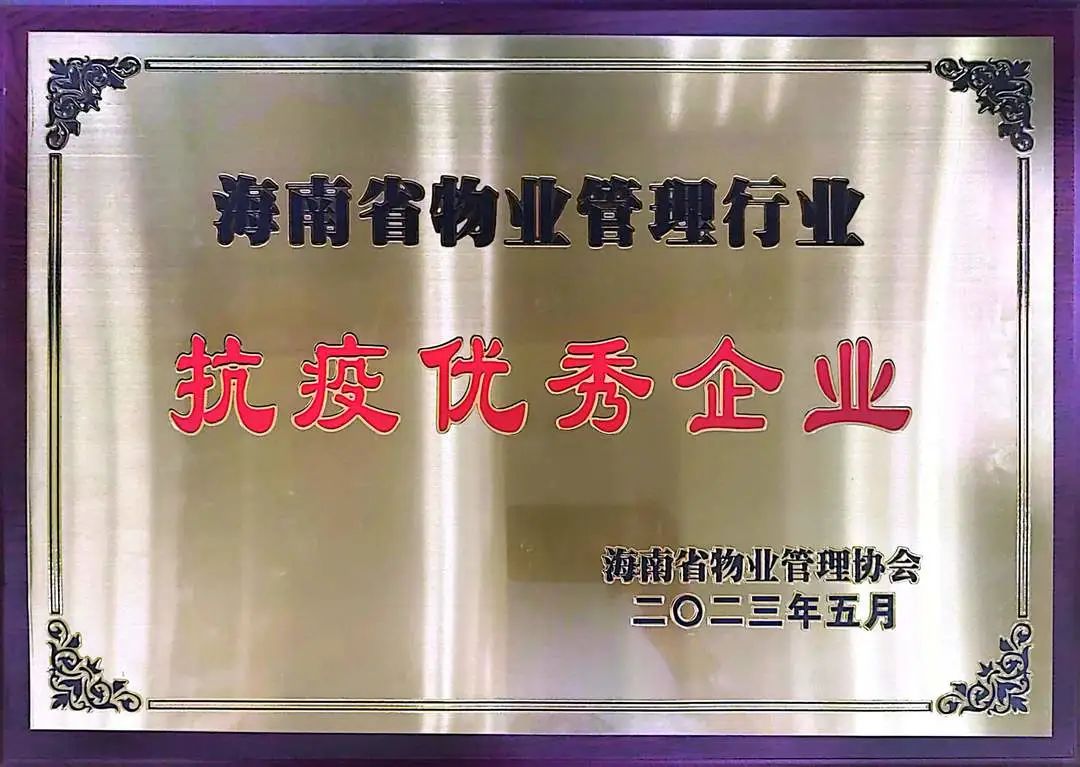 海南省物业管理行业
抗疫优秀企业
海南省物业管理协会
二〇二三年五月